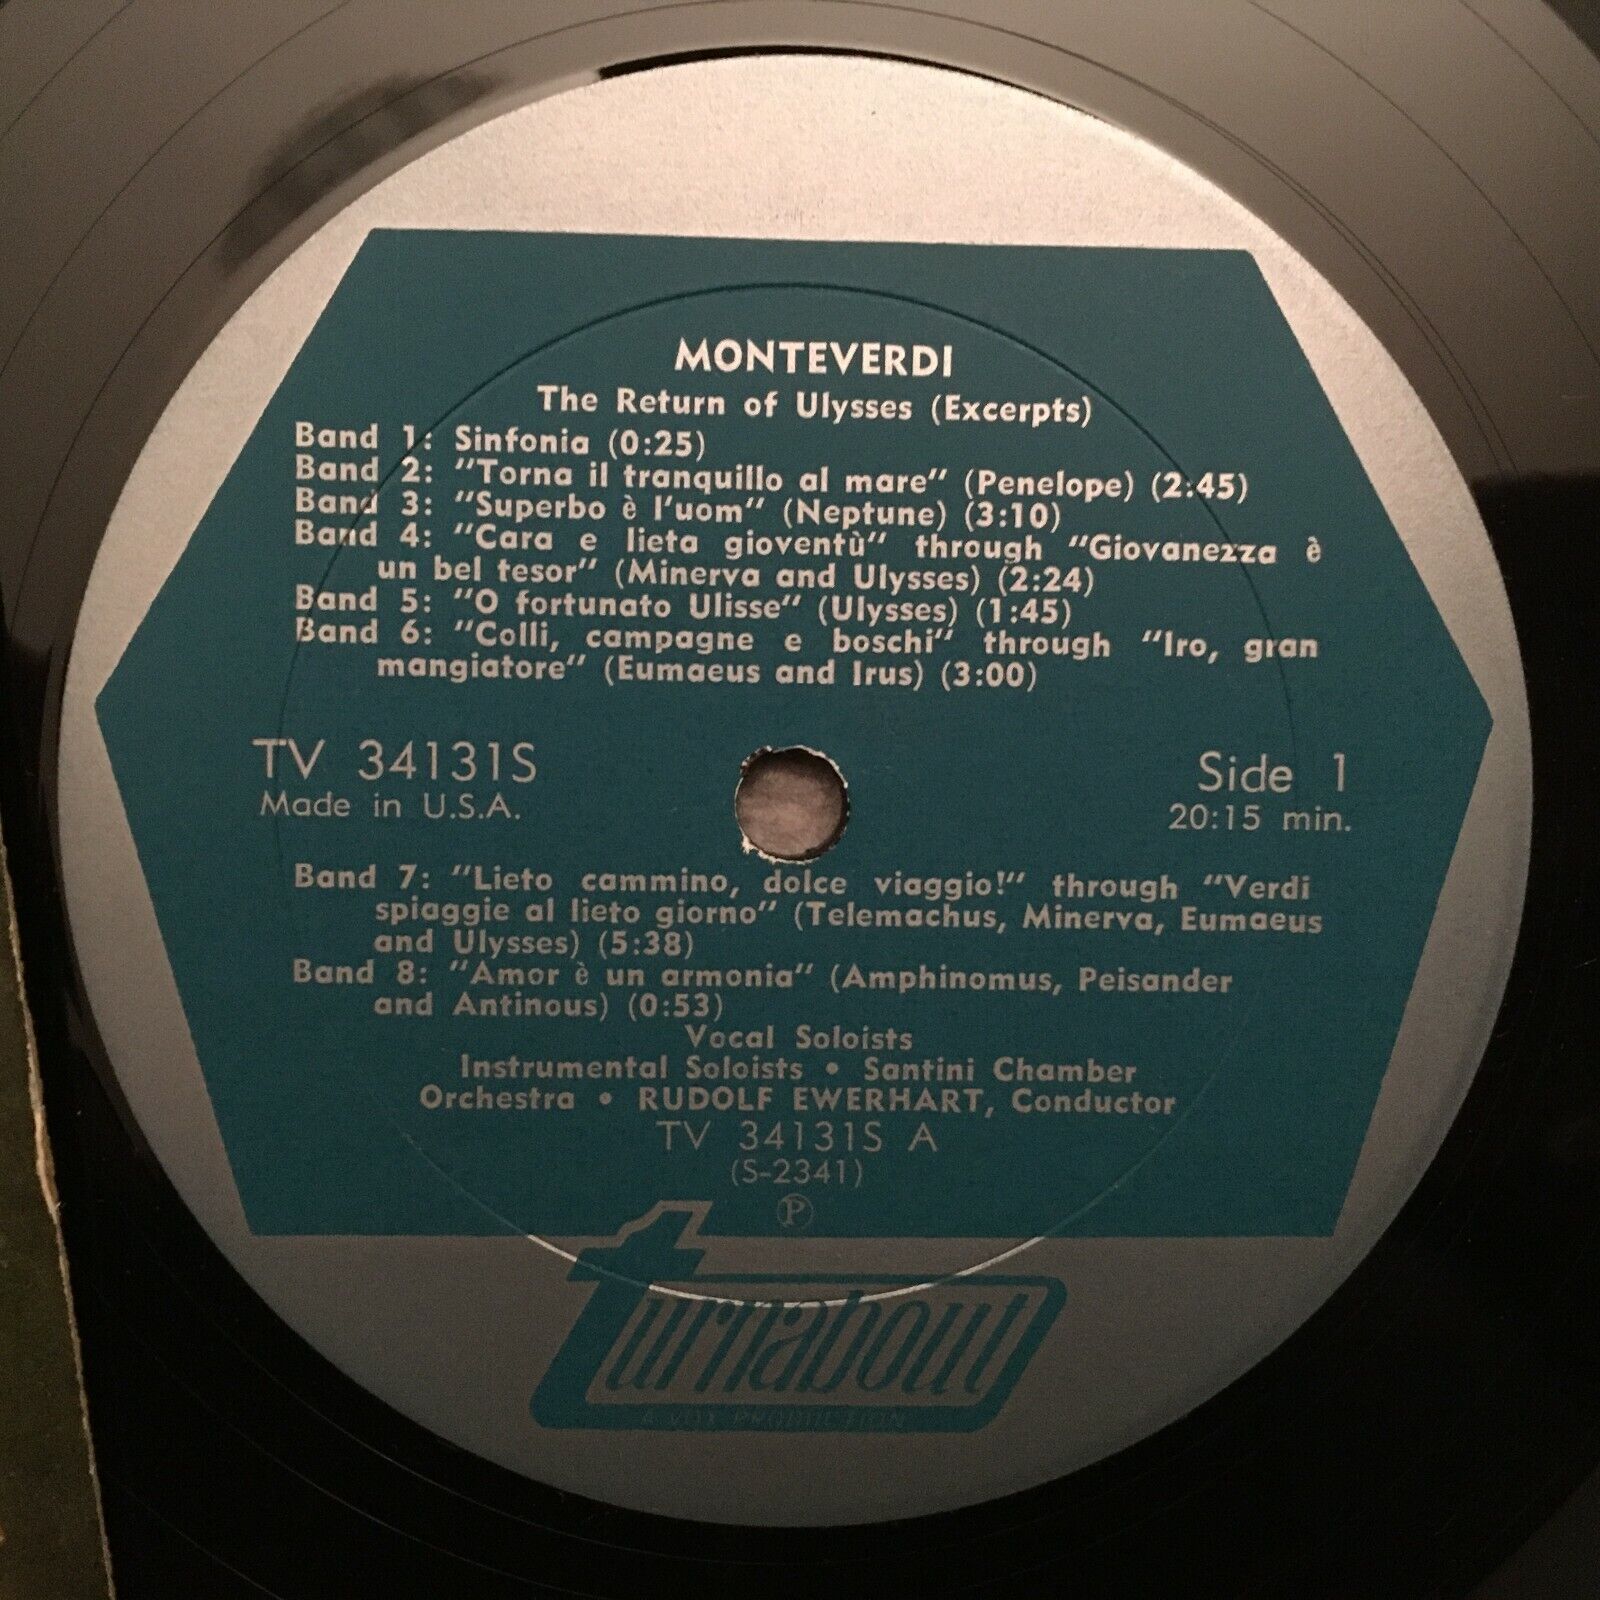 MONTEVERDI
The Return of Ulysses (Excerpts)
Band 1: Sinfonia (0:25)
Band 2: "Torna il tranquillo al mare" (Penelope) (2:45)
Band 3: "Superbo è l'uom" (Neptune) (3:10)
Band 4: "Cara e lieta gioventù" through "Giovanezza è
un bel tesor" (Minerva and Ulysses) (2:24)
Band 5: "O fortunato Ulisse" (Ulysses) (1:45)
Band 6: "Colli, campagne e boschi" through "Iro, gran
mangiatore" (Eumaeus and Irus) (3:00)
TV 34131S
Made in U.S.A.
Side 1
20:15 min.
Band 7: "Lieto cammino, dolce viaggio!" through "Verdi
spiaggie al lieto giorno" (Telemachus, Minerva, Eumaeus
and Ulysses) (5:38)
Band 8: "Amor è un armonia" (Amphinomus, Peisander
and Antinous) (0:53)
Vocal Soloists
Instrumental Soloists • Santini Chamber
Orchestra • RUDOLF EWERHART, Conductor
TV 34131S A
(S-2341)
℗
turnabout
A VOX PRODUCTION